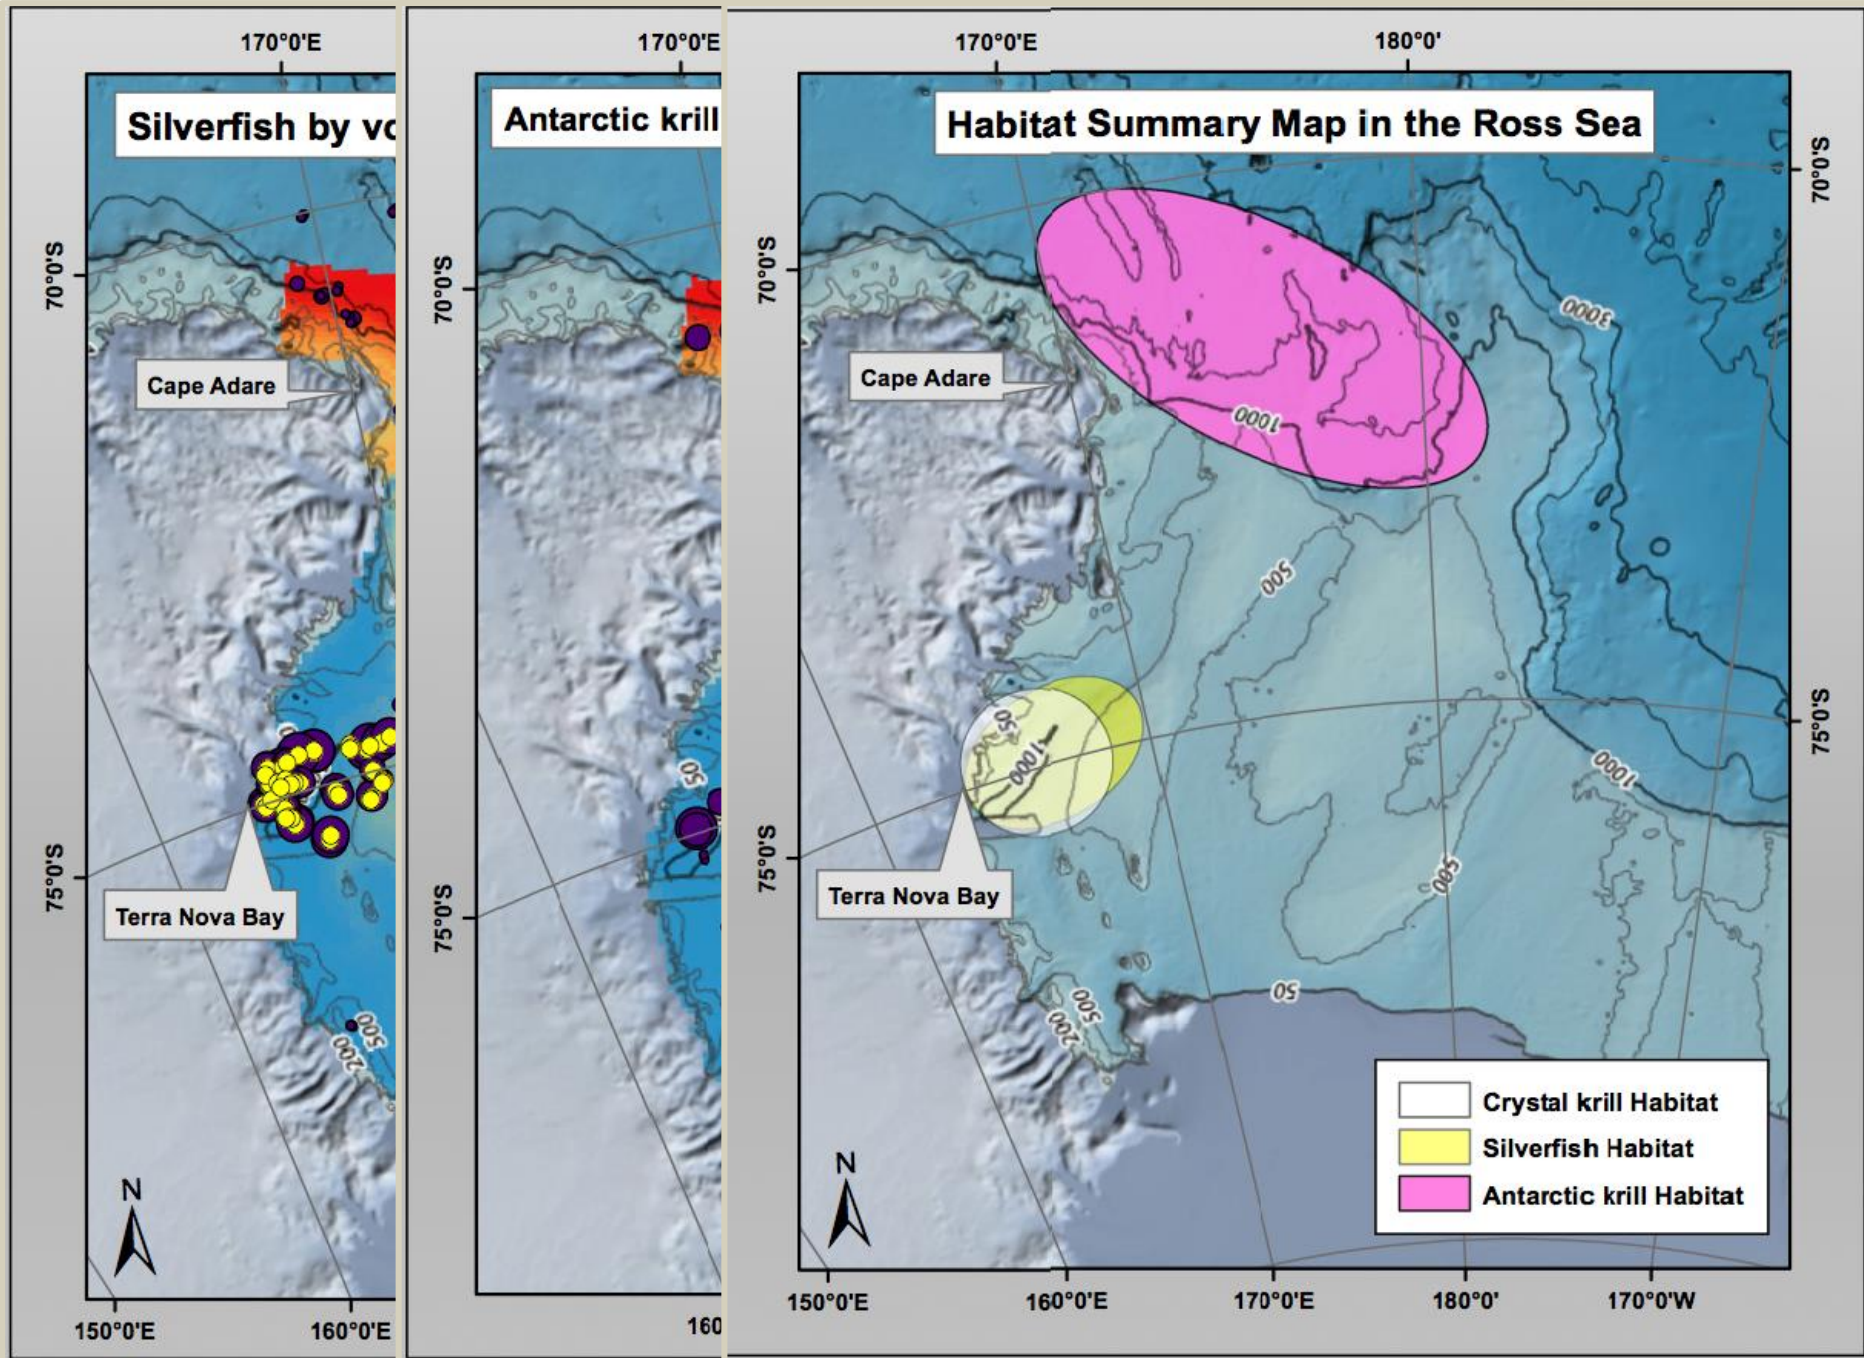 170°0'E
Silverfish by vo
70°0'S
Cape Adare
Terra Nova Bay
75°0'S
500
200
N
150°0'E
160°0'E
170°0'E
Antarctic krill
70°0'S
50
75°0'S
160
170°0'E
180°0'
Habitat Summary Map in the Ross Sea
70°0'S
70°0'S
3000
Cape Adare
1000
500
50
1000
75°0'S
75°0'S
1000
Terra Nova Bay
500
50
500
200
Crystal krill Habitat
Silverfish Habitat
Antarctic krill Habitat
N
150°0'E
160°0'E
170°0'E
180°0'
170°0'W